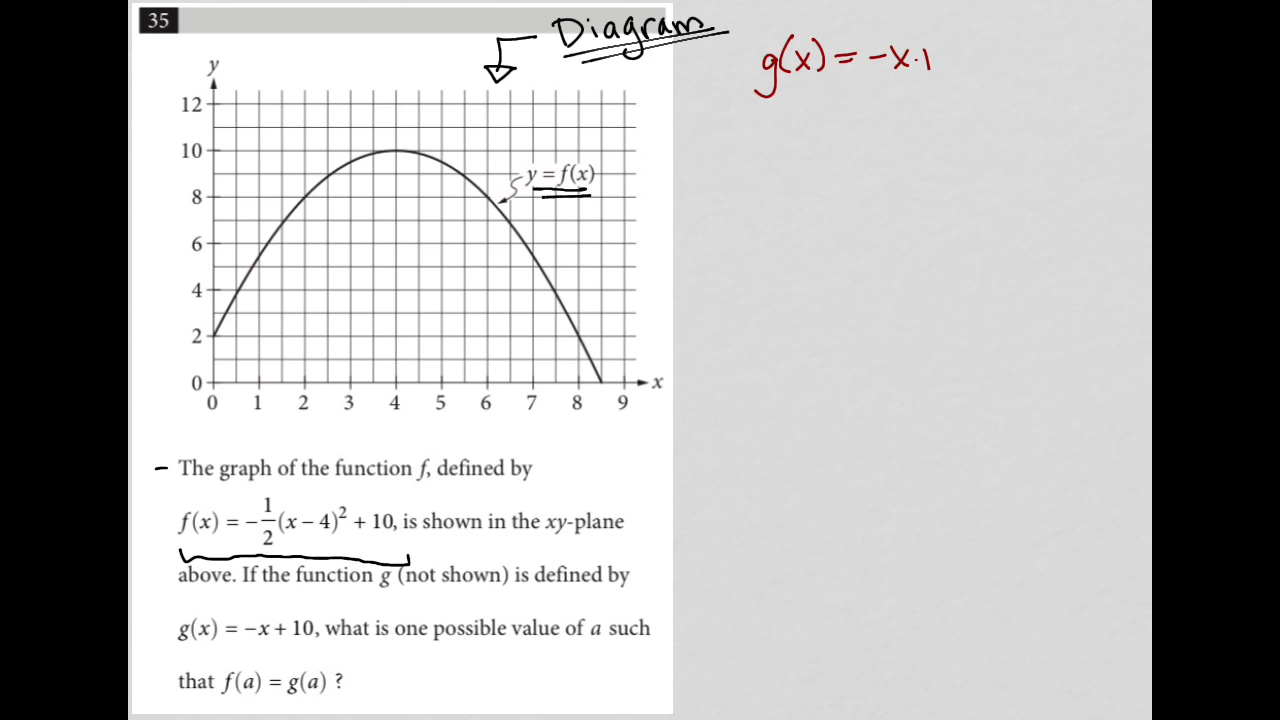 35
Diagram
g(x) = -x·1
y
12
10
y = f(x)
8
6
4
2
0
x
0 1 2 3 4 5 6 7 8 9
– The graph of the function f, defined by
f(x) = -\frac{1}{2}(x – 4)² + 10, is shown in the xy-plane
above. If the function g (not shown) is defined by
g(x) = –x + 10, what is one possible value of a such
that f(a) = g(a) ?